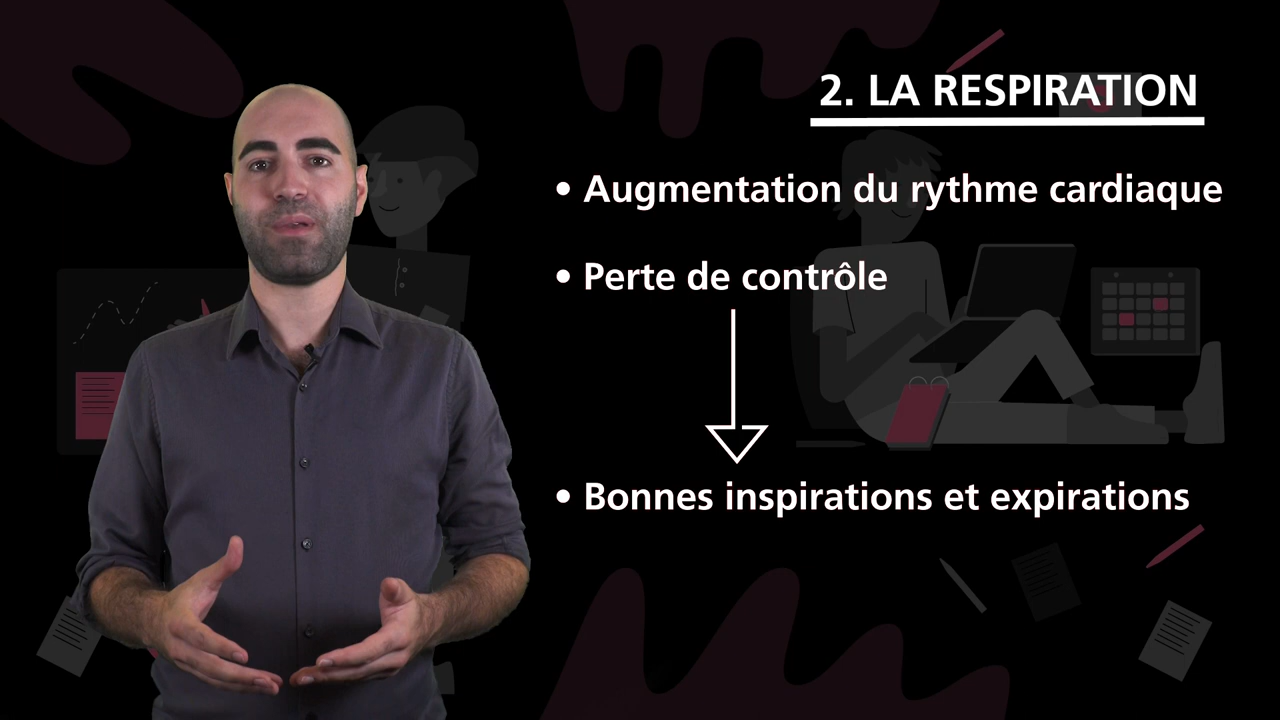 2. LA RESPIRATION
• Augmentation du rythme cardiaque
• Perte de contrôle
• Bonnes inspirations et expirations